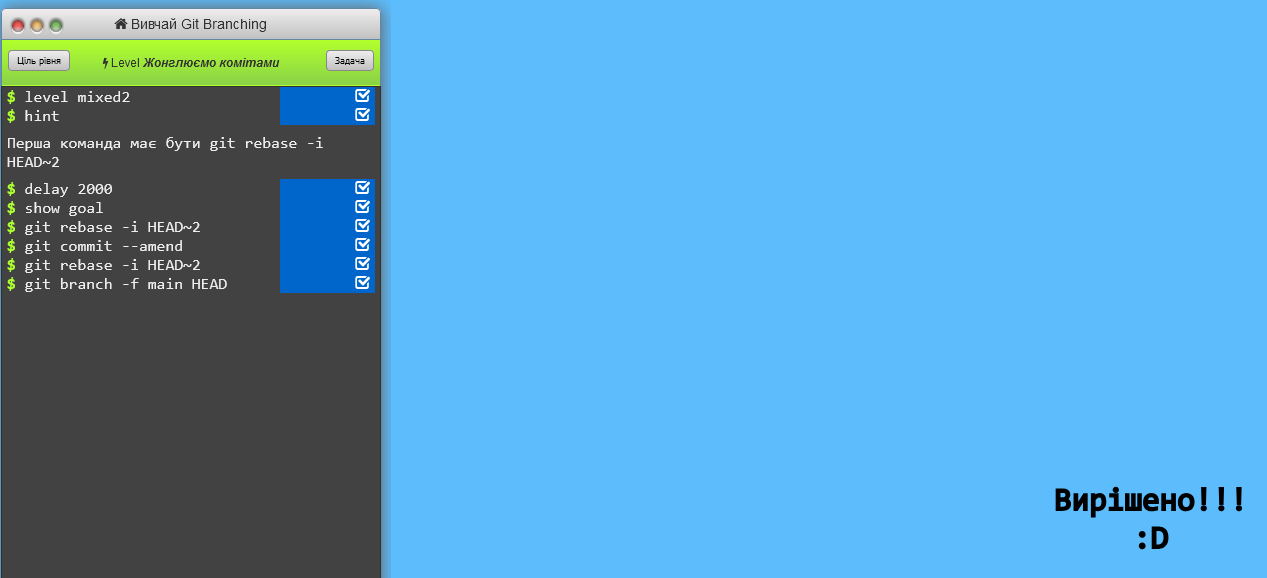 Вивчай Git Branching
Ціль рівня
Level Жонглюємо комітами
Задача
$ level mixed2
$ hint
Перша команда має бути git rebase -i
HEAD~2
$ delay 2000
$ show goal
$ git rebase -i HEAD~2
$ git commit --amend
$ git rebase -i HEAD~2
$ git branch -f main HEAD
Вирішено!!!
:D